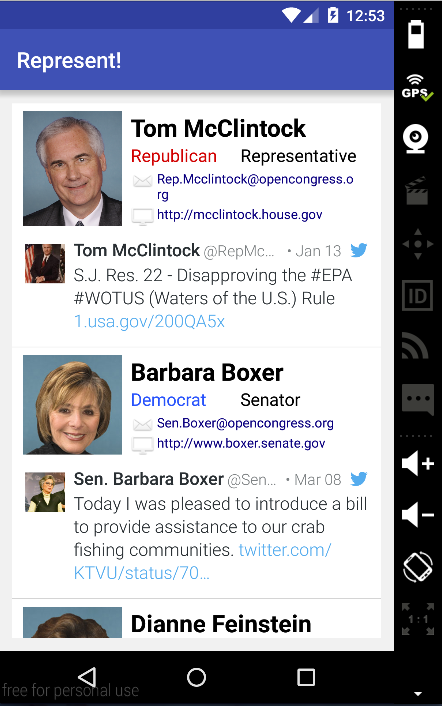 12:53
Represent!
GPS
Tom McClintock
Republican Representative
Rep.Mcclintock@opencongress.o
rg
http://mcclintock.house.gov
Tom McClintock @RepMc... • Jan 13
S.J. Res. 22 - Disapproving the #EPA
#WOTUS (Waters of the U.S.) Rule
1.usa.gov/200QA5x
ID
Barbara Boxer
Democrat Senator
Sen.Boxer@opencongress.org
http://www.boxer.senate.gov
Sen. Barbara Boxer @Sen... • Mar 08
Today I was pleased to introduce a bill
to provide assistance to our crab
fishing communities. twitter.com/
KTVU/status/70...
Dianne Feinstein
1:1
free for personal use